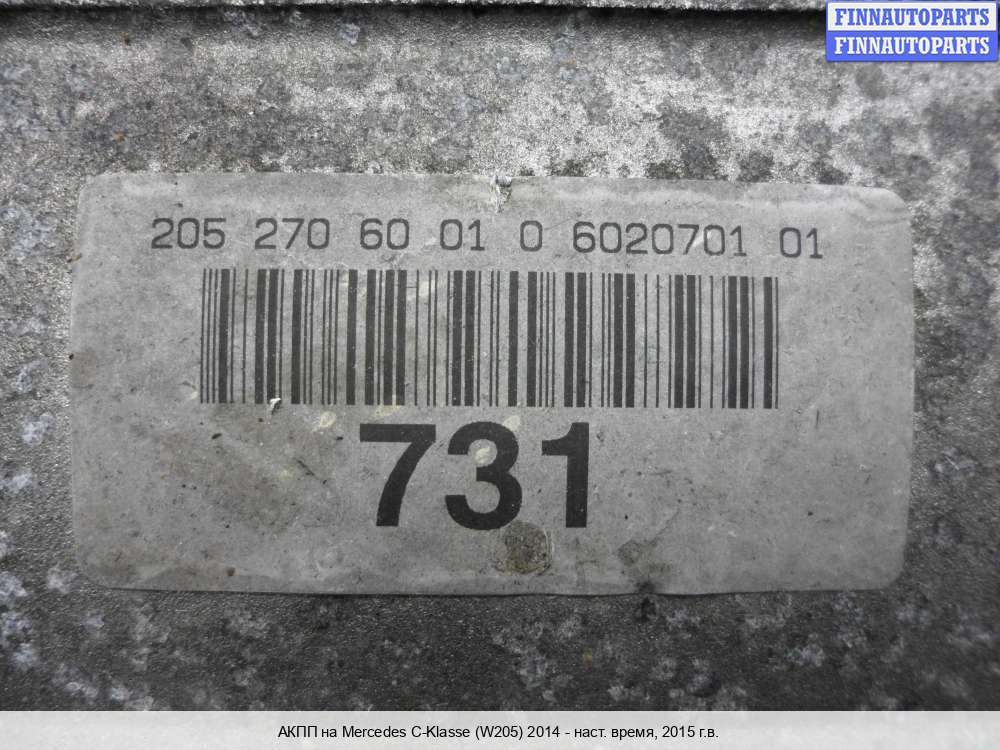 FINNAUTOPARTS
FINNAUTOPARTS
205 270 60 01 0 6020701 01
731
АКПП на Mercedes C-Klasse (W205) 2014 - наст. время, 2015 г.в.